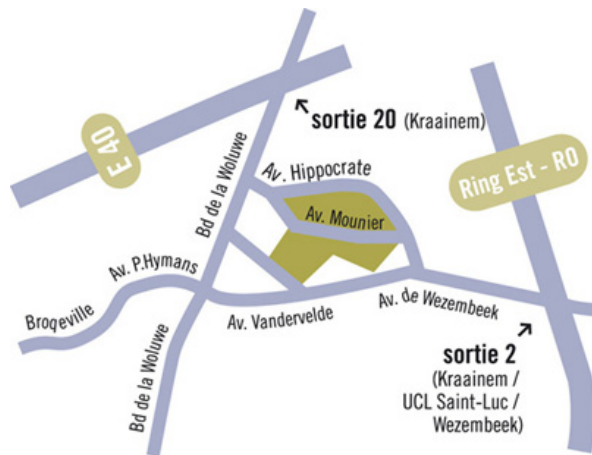 E 40
sortie 20 (Kraainem)
Bd de la Woluwe
Av. Hippocrate
Ring Est - R0
Av. Mounier
Av. P.Hymans
Broqeville
Av. Vandervelde
Av. de Wezembeek
Bd de la Woluwe
sortie 2
(Kraainem /
UCL Saint-Luc /
Wezembeek)